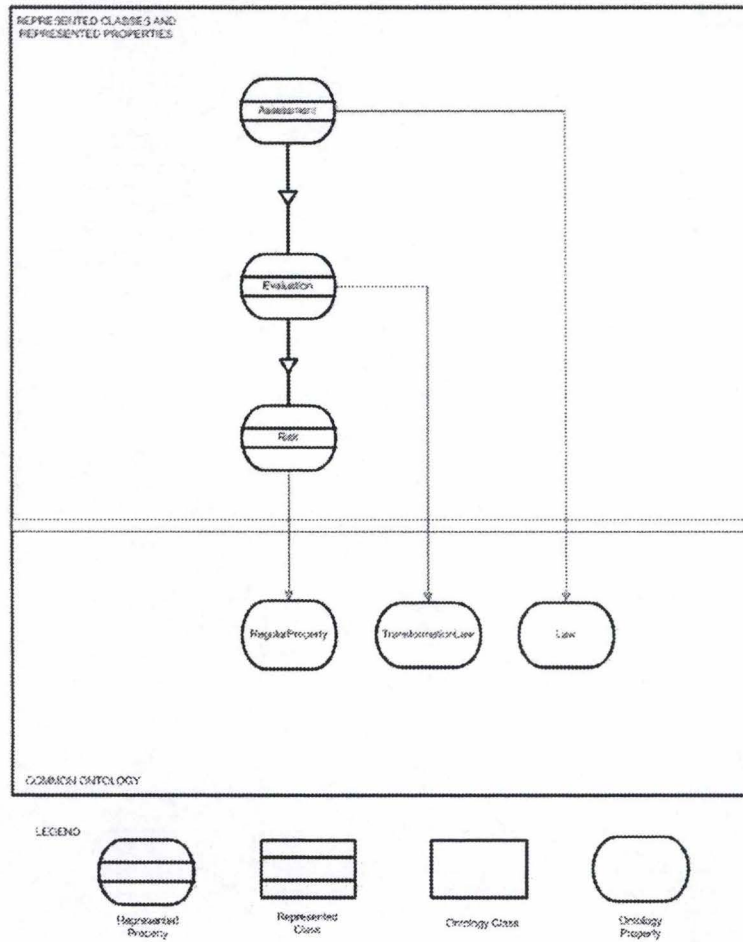 REPRESENTED CLASSES AND
REPRESENTED PROPERTIES
Assessment
Evaluation
Risk
RegularProperty
TransformationLaw
Law
COMMON ONTOLOGY
LEGEND
Represented
Property
Represented
Class
Ontology Class
Ontology
Property